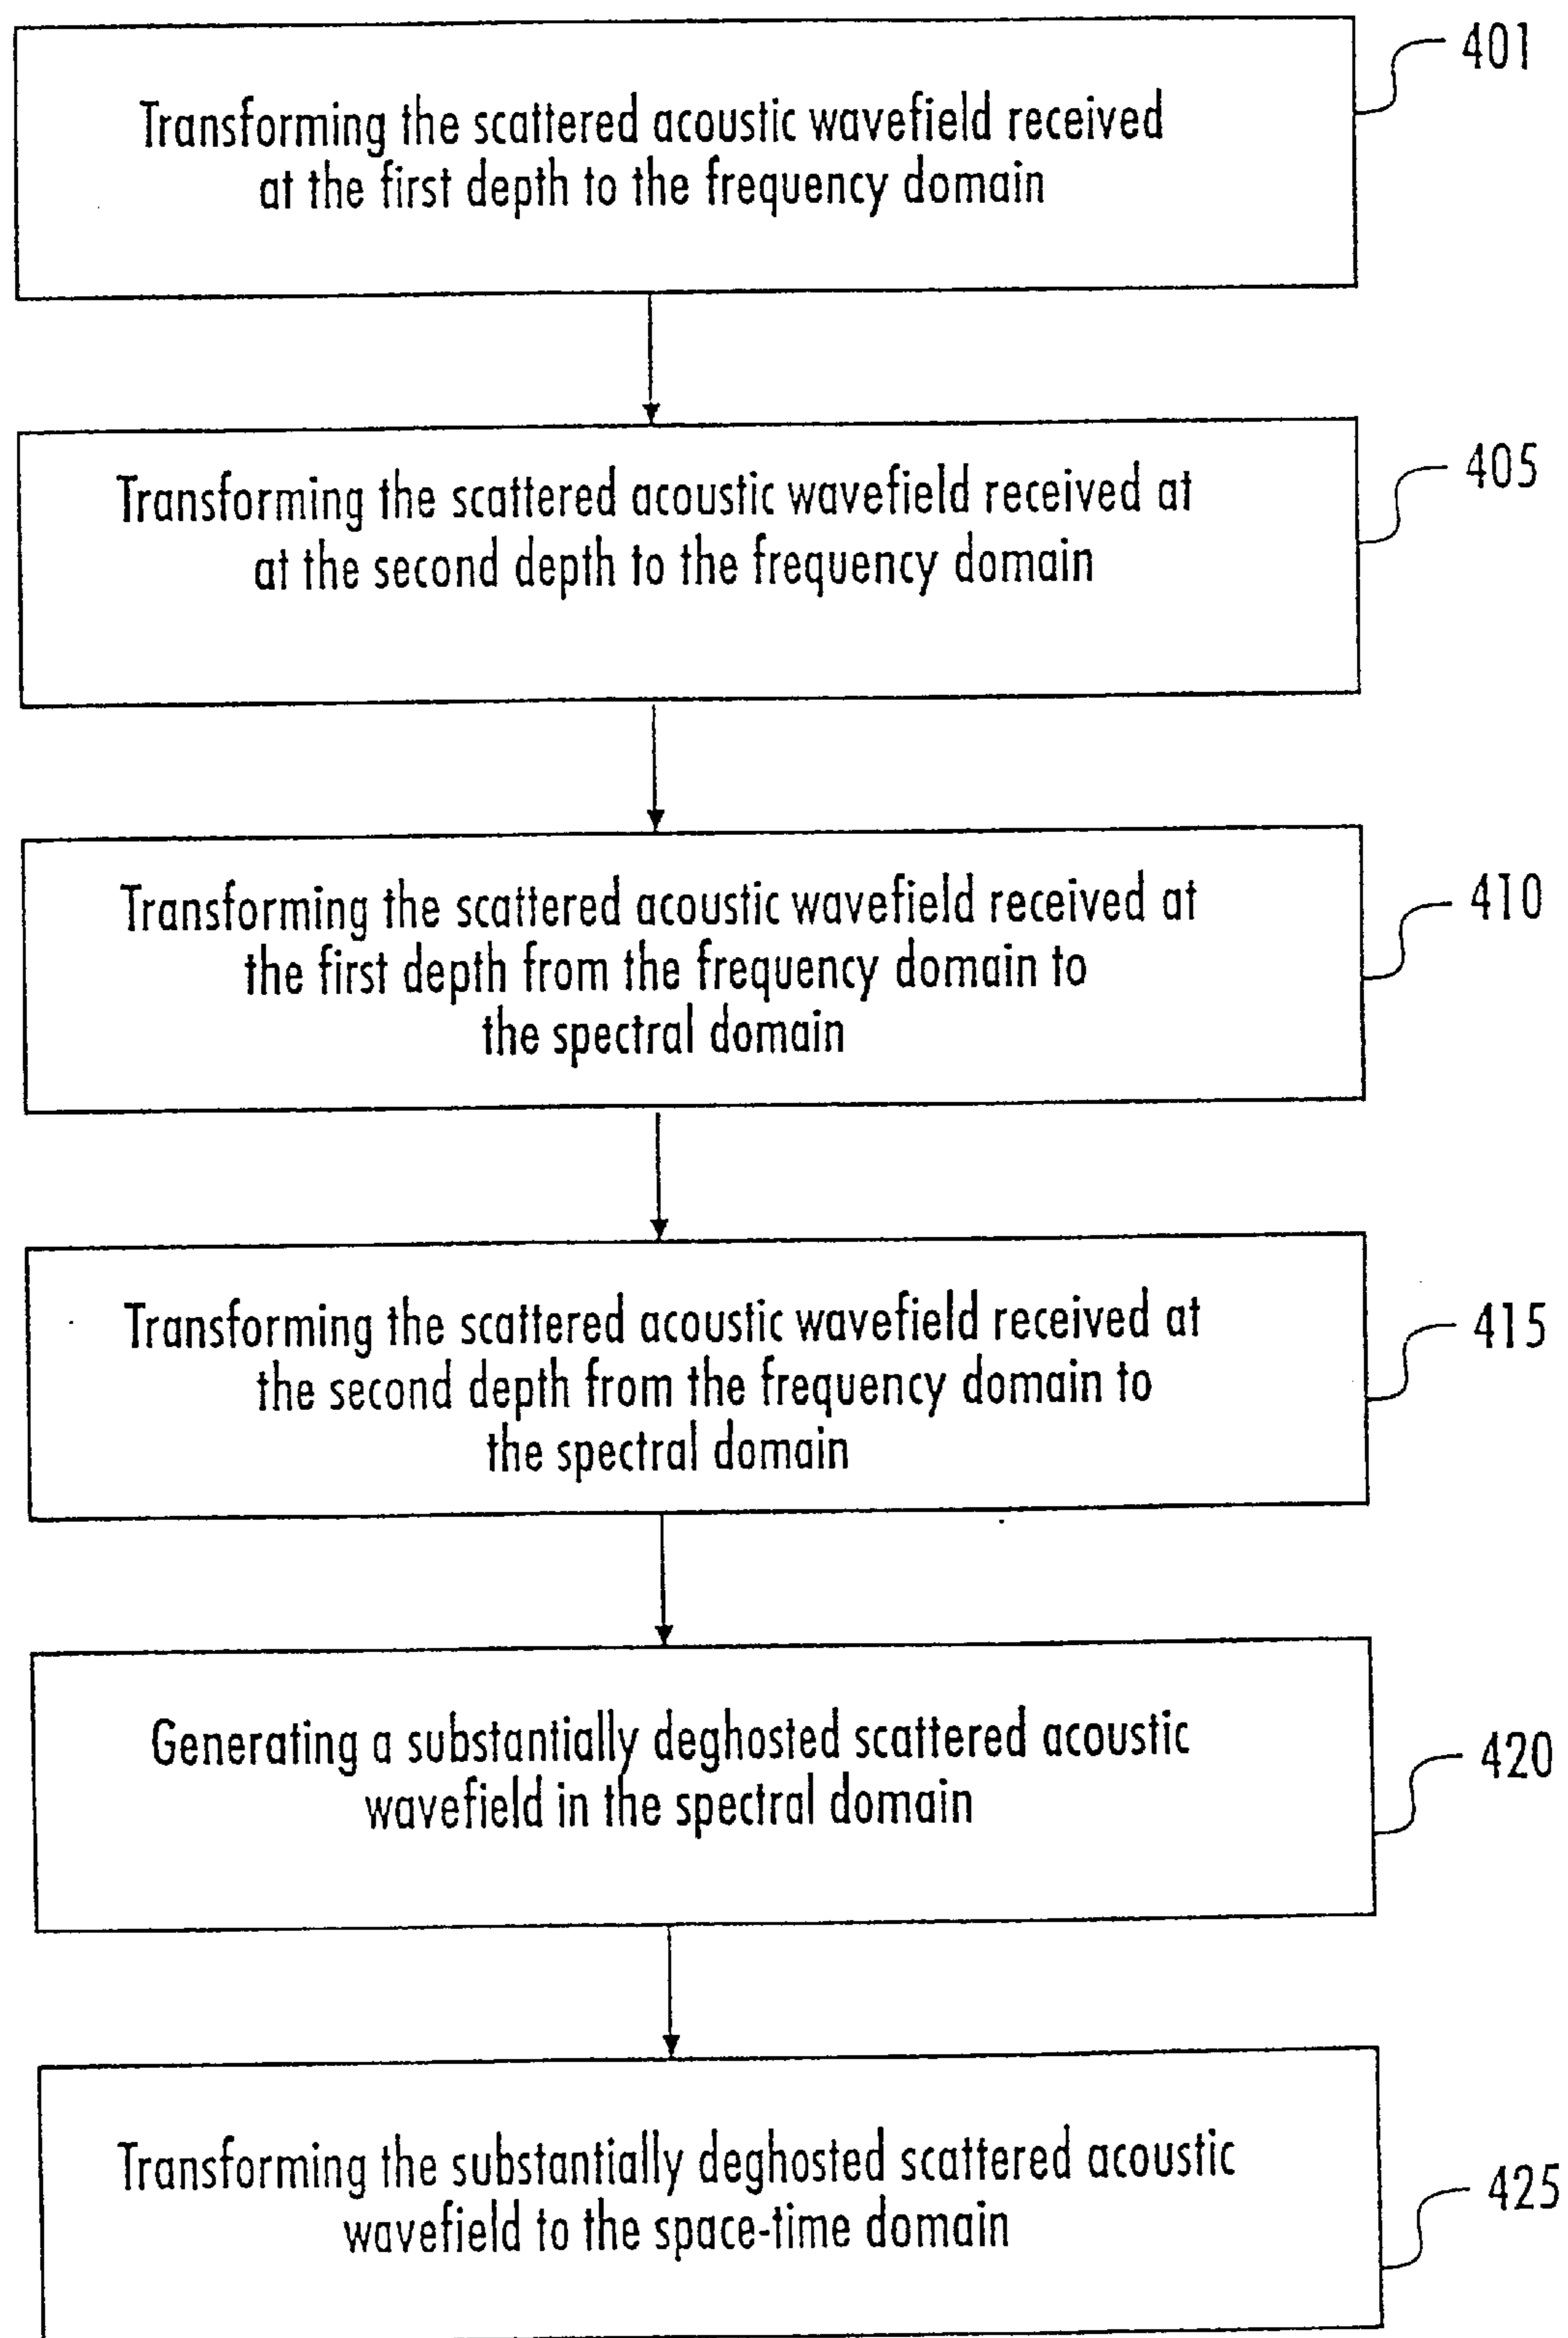 401
Transforming the scattered acoustic wavefield received
at the first depth to the frequency domain
405
Transforming the scattered acoustic wavefield received at
at the second depth to the frequency domain
410
Transforming the scattered acoustic wavefield received at
the first depth from the frequency domain to
the spectral domain
415
Transforming the scattered acoustic wavefield received at
the second depth from the frequency domain to
the spectral domain
420
Generating a substantially deghosted scattered acoustic
wavefield in the spectral domain
425
Transforming the substantially deghosted scattered acoustic
wavefield to the space-time domain